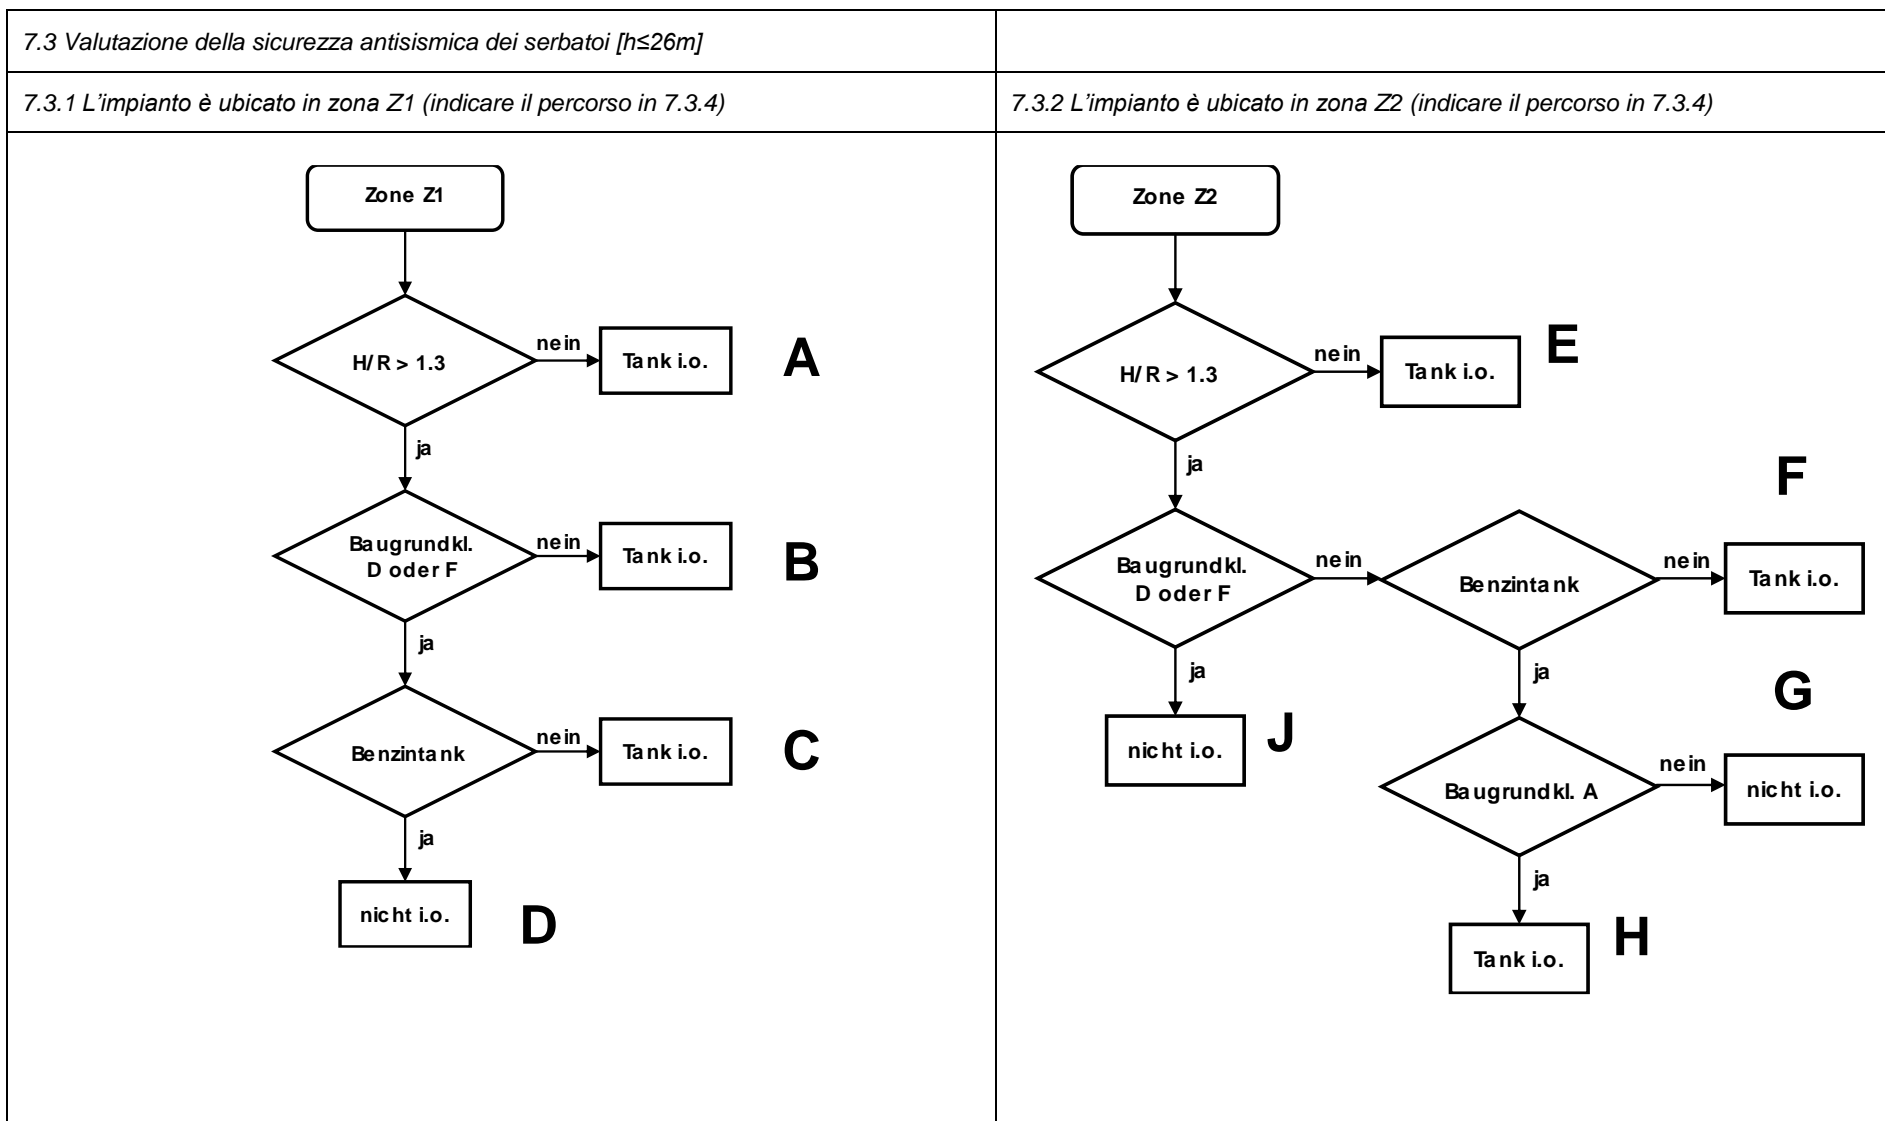 7.3 Valutazione della sicurezza antisismica dei serbatoi [h≤26m]
7.3.1 L'impianto è ubicato in zona Z1 (indicare il percorso in 7.3.4)
7.3.2 L'impianto è ubicato in zona Z2 (indicare il percorso in 7.3.4)
Zone Z1
H/R > 1.3
nein
Tank i.o.
A
ja
Baugrundkl.
D oder F
nein
Tank i.o.
B
ja
Benzintank
nein
Tank i.o.
C
ja
nicht i.o.
D
Zone Z2
H/R > 1.3
nein
Tank i.o.
E
ja
Baugrundkl.
D oder F
nein
Benzintank
nein
Tank i.o.
F
ja
nicht i.o.
J
ja
Baugrundkl. A
nein
nicht i.o.
G
ja
Tank i.o.
H